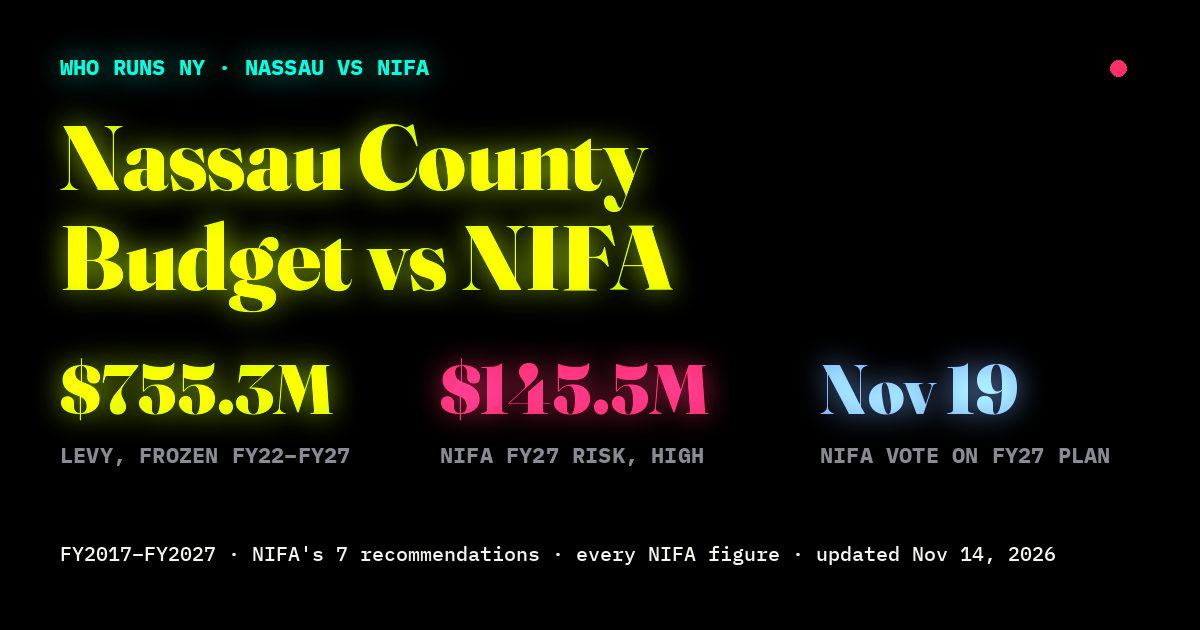 WHO RUNS NY · NASSAU VS NIFA
Nassau County
Budget vs NIFA
$755.3M
LEVY, FROZEN FY22–FY27
$145.5M
NIFA FY27 RISK, HIGH
Nov 19
NIFA VOTE ON FY27 PLAN
FY2017–FY2027 · NIFA's 7 recommendations · every NIFA figure · updated Nov 14, 2026